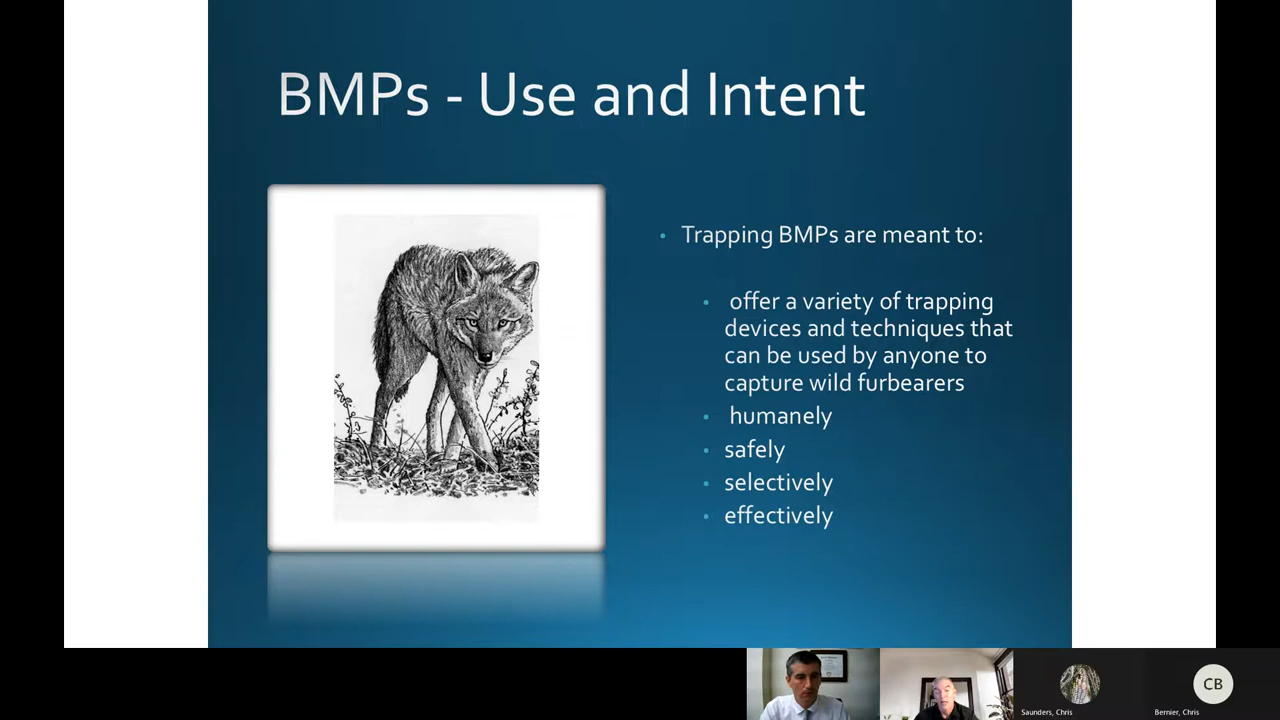 BMPs - Use and Intent
• Trapping BMPs are meant to:
• offer a variety of trapping
devices and techniques that
can be used by anyone to
capture wild furbearers
• humanely
• safely
• selectively
• effectively
CB
Saunders, Chris
Bernier, Chris